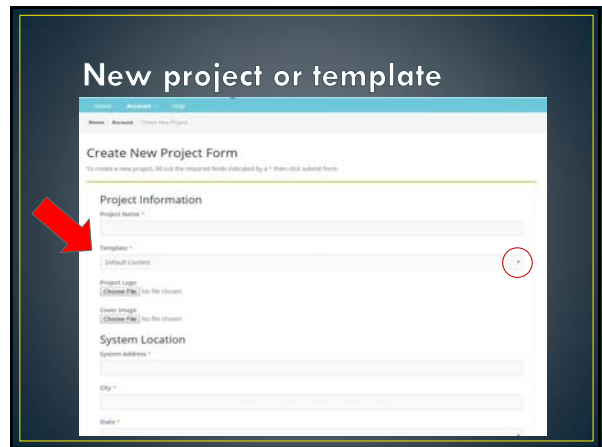 New project or template
Home Account Help
Home Account Create New Project
Create New Project Form
To create a new project, fill out the required fields indicated by a * then click submit form.
Project Information
Project Name *
Template *
Default Content
Project Logo
Choose File No file chosen
Cover Image
Choose File No file chosen
System Location
System Address *
City *
State *